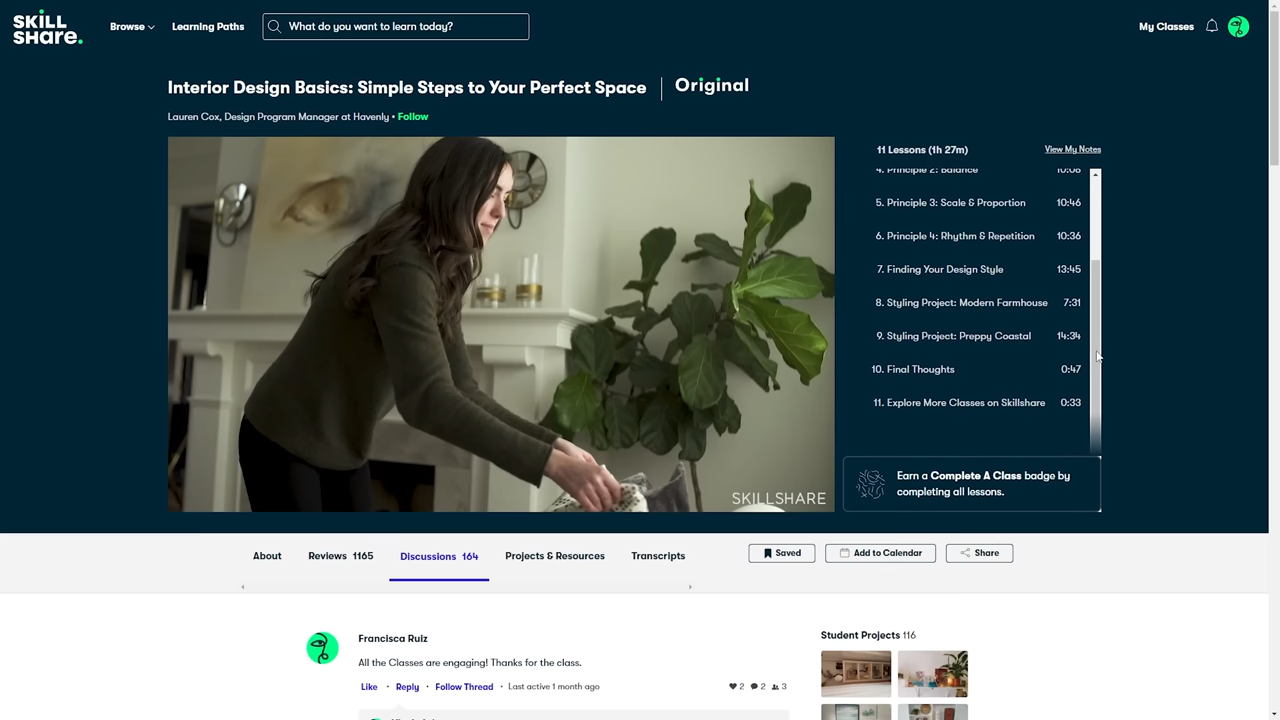 SKILL
SHARE.
Browse
Learning Paths
What do you want to learn today?
My Classes
Interior Design Basics: Simple Steps to Your Perfect Space
Original
Lauren Cox, Design Program Manager at Havenly • Follow
11 Lessons (1h 27m)
View My Notes
4. Principle 2: Balance 10:08
5. Principle 3: Scale & Proportion 10:46
6. Principle 4: Rhythm & Repetition 10:36
7. Finding Your Design Style 13:45
8. Styling Project: Modern Farmhouse 7:31
9. Styling Project: Preppy Coastal 14:34
10. Final Thoughts 0:47
11. Explore More Classes on Skillshare 0:33
SKILLSHARE
Earn a Complete A Class badge by
completing all lessons.
About
Reviews 1165
Discussions 164
Projects & Resources
Transcripts
Saved
Add to Calendar
Share
Francisca Ruiz
All the Classes are engaging! Thanks for the class.
Like • Reply • Follow Thread • Last active 1 month ago
2 2 3
Student Projects 116